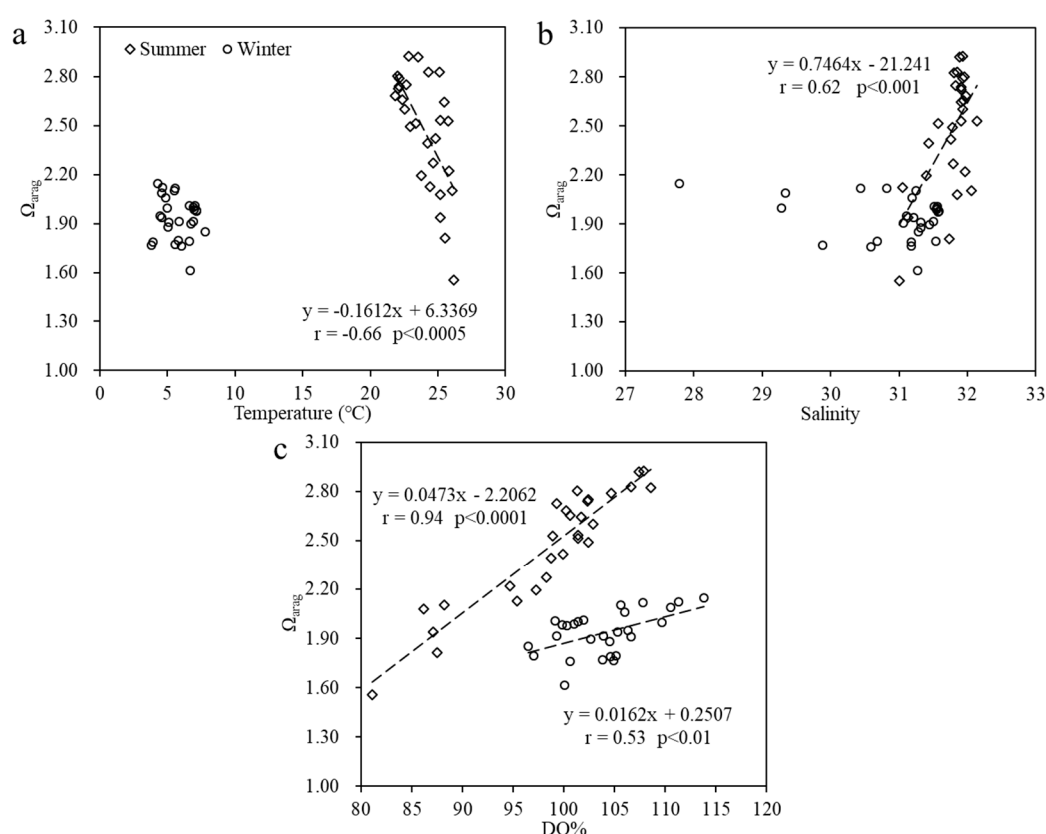 a
3.10
2.80
2.50
2.20
1.90
1.60
1.30
1.00
Ωarag
Summer Winter
y = -0.1612x + 6.3369
r = -0.66 p<0.0005
0 5 10 15 20 25 30
Temperature (°C)
b
3.10
2.80
2.50
2.20
1.90
1.60
1.30
1.00
Ωarag
y = 0.7464x - 21.241
r = 0.62 p<0.001
27 28 29 30 31 32 33
Salinity
c
3.10
2.80
2.50
2.20
1.90
1.60
1.30
1.00
Ωarag
y = 0.0473x - 2.2062
r = 0.94 p<0.0001
y = 0.0162x + 0.2507
r = 0.53 p<0.01
80 85 90 95 100 105 110 115 120
DO%